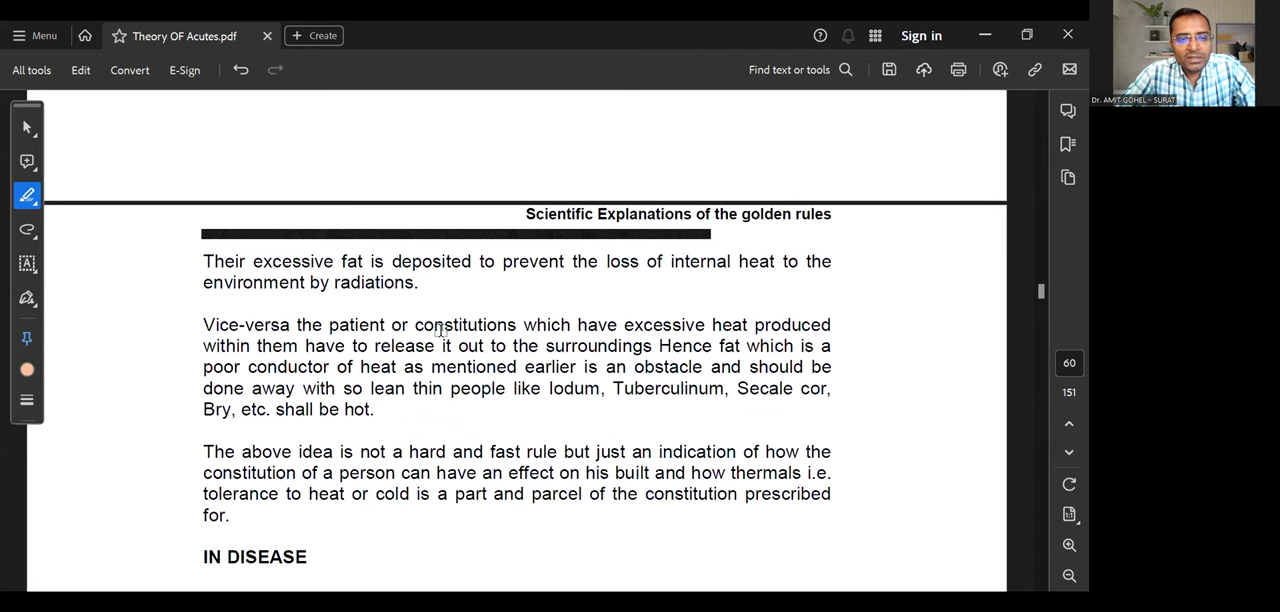 Menu
Theory OF Acutes.pdf
Create
Sign in
All tools
Edit
Convert
E-Sign
Find text or tools
Dr. AMIT GOHEL - SURAT
Scientific Explanations of the golden rules
Their excessive fat is deposited to prevent the loss of internal heat to the
environment by radiations.
Vice-versa the patient or constitutions which have excessive heat produced
within them have to release it out to the surroundings Hence fat which is a
poor conductor of heat as mentioned earlier is an obstacle and should be
done away with so lean thin people like Iodum, Tuberculinum, Secale cor,
Bry, etc. shall be hot.
The above idea is not a hard and fast rule but just an indication of how the
constitution of a person can have an effect on his built and how thermals i.e.
tolerance to heat or cold is a part and parcel of the constitution prescribed
for.
IN DISEASE
60
151
1:1